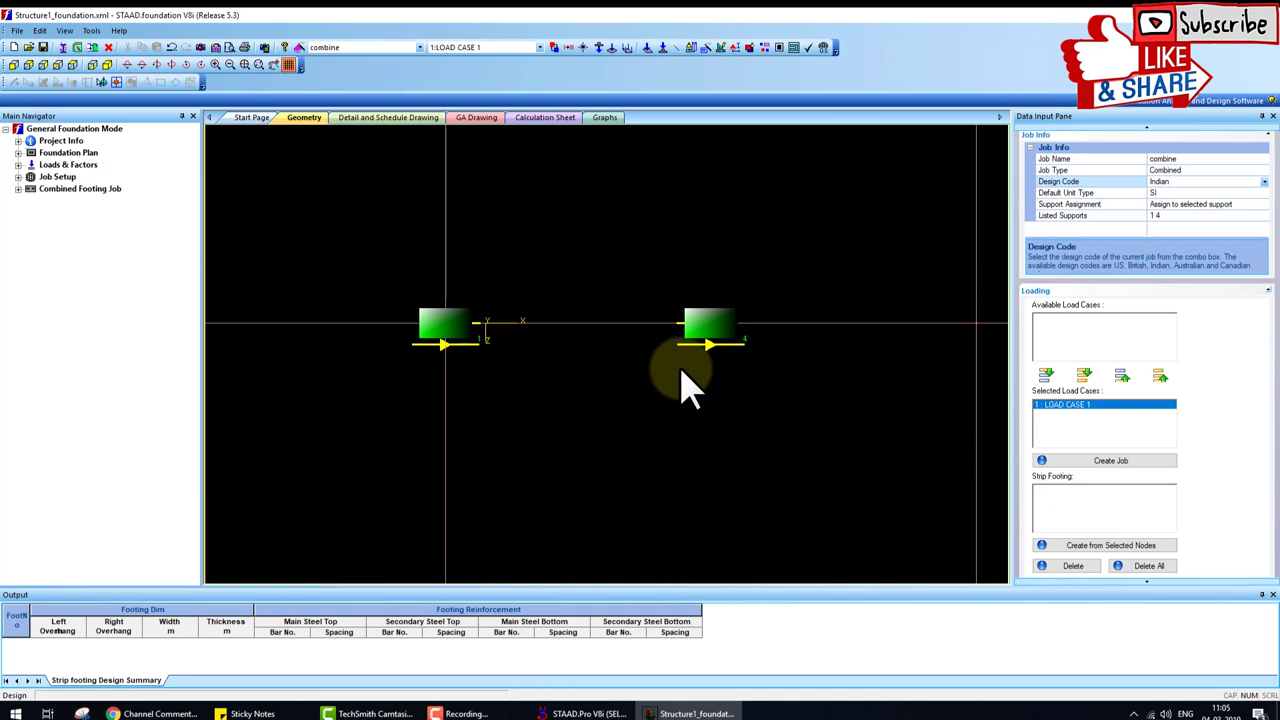 Structure1_foundation.xml - STAAD.foundation V8i (Release 5.3)
Subscribe
File Edit View Tools Help
LIKE
& SHARE
combine 1:LOAD CASE 1
Main Navigator
Start Page Geometry Detail and Schedule Drawing GA Drawing Calculation Sheet Graphs
Data Input Pane
General Foundation Mode
Project Info
Foundation Plan
Loads & Factors
Job Setup
Combined Footing Job
Job Info
Job Info
Job Name combine
Job Type Combined
Design Code Indian
Default Unit Type SI
Support Assignment Assign to selected support
Listed Supports 1 4
Design Code
Select the design code of the current job from the combo box. The
available design codes are US, British, Indian, Australian and Canadian
Loading
Available Load Cases :
Selected Load Cases :
1 : LOAD CASE 1
Create Job
Strip Footing:
Create from Selected Nodes
Delete Delete All
Y X
Z
1 4
Output
FootN
o
Footing Dim Footing Reinforcement
Left Right Width Thickness Main Steel Top Secondary Steel Top Main Steel Bottom Secondary Steel Bottom
Overhang m Overhang m m Bar No. Spacing Bar No. Spacing Bar No. Spacing Bar No. Spacing
Strip footing Design Summary
Design CAP NUM SCRL
Channel Comment... Sticky Notes TechSmith Camtasi... Recording... STAAD.Pro V8i (SEL... Structure1_foundat... ENG 11:05
04-03-2019